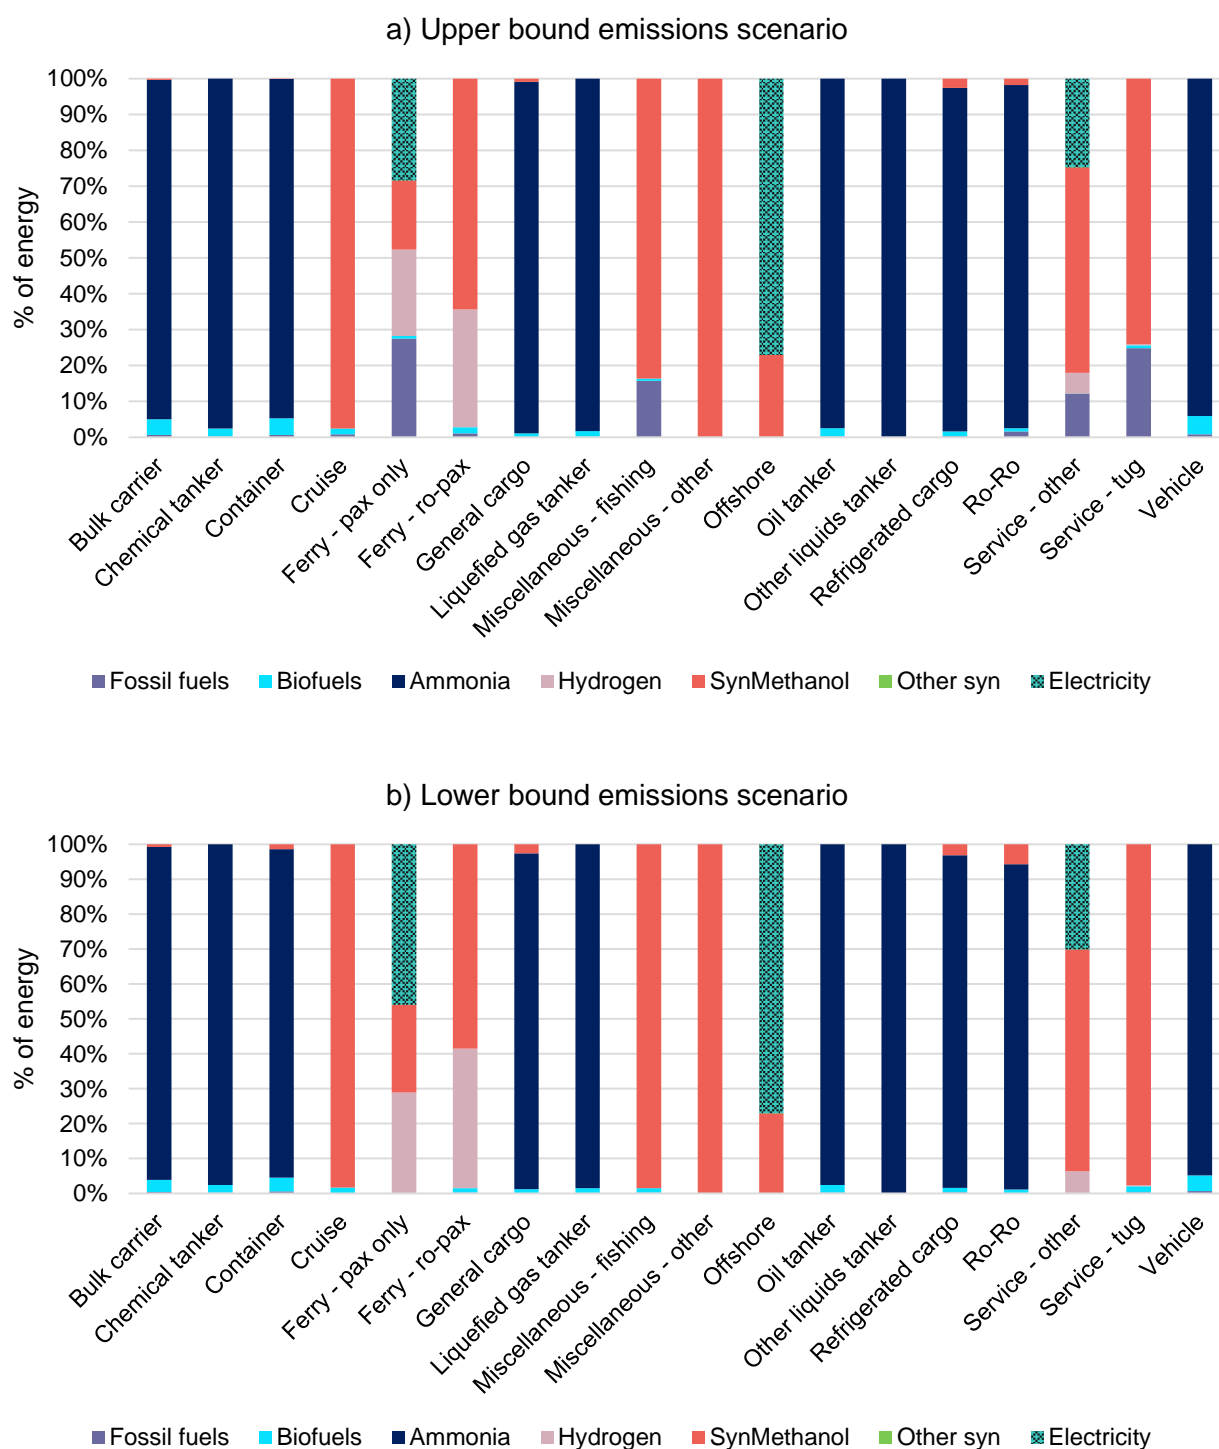 a) Upper bound emissions scenario
100%
90%
80%
70%
60%
50%
40%
30%
20%
10%
0%
% of energy
Bulk carrier
Chemical tanker
Container
Cruise
Ferry - pax only
Ferry - ro-pax
General cargo
Liquefied gas tanker
Miscellaneous - fishing
Miscellaneous - other
Offshore
Oil tanker
Other liquids tanker
Refrigerated cargo
Ro-Ro
Service - other
Service - tug
Vehicle
Fossil fuels Biofuels Ammonia Hydrogen SynMethanol Other syn Electricity
b) Lower bound emissions scenario
100%
90%
80%
70%
60%
50%
40%
30%
20%
10%
0%
% of energy
Bulk carrier
Chemical tanker
Container
Cruise
Ferry - pax only
Ferry - ro-pax
General cargo
Liquefied gas tanker
Miscellaneous - fishing
Miscellaneous - other
Offshore
Oil tanker
Other liquids tanker
Refrigerated cargo
Ro-Ro
Service - other
Service - tug
Vehicle
Fossil fuels Biofuels Ammonia Hydrogen SynMethanol Other syn Electricity